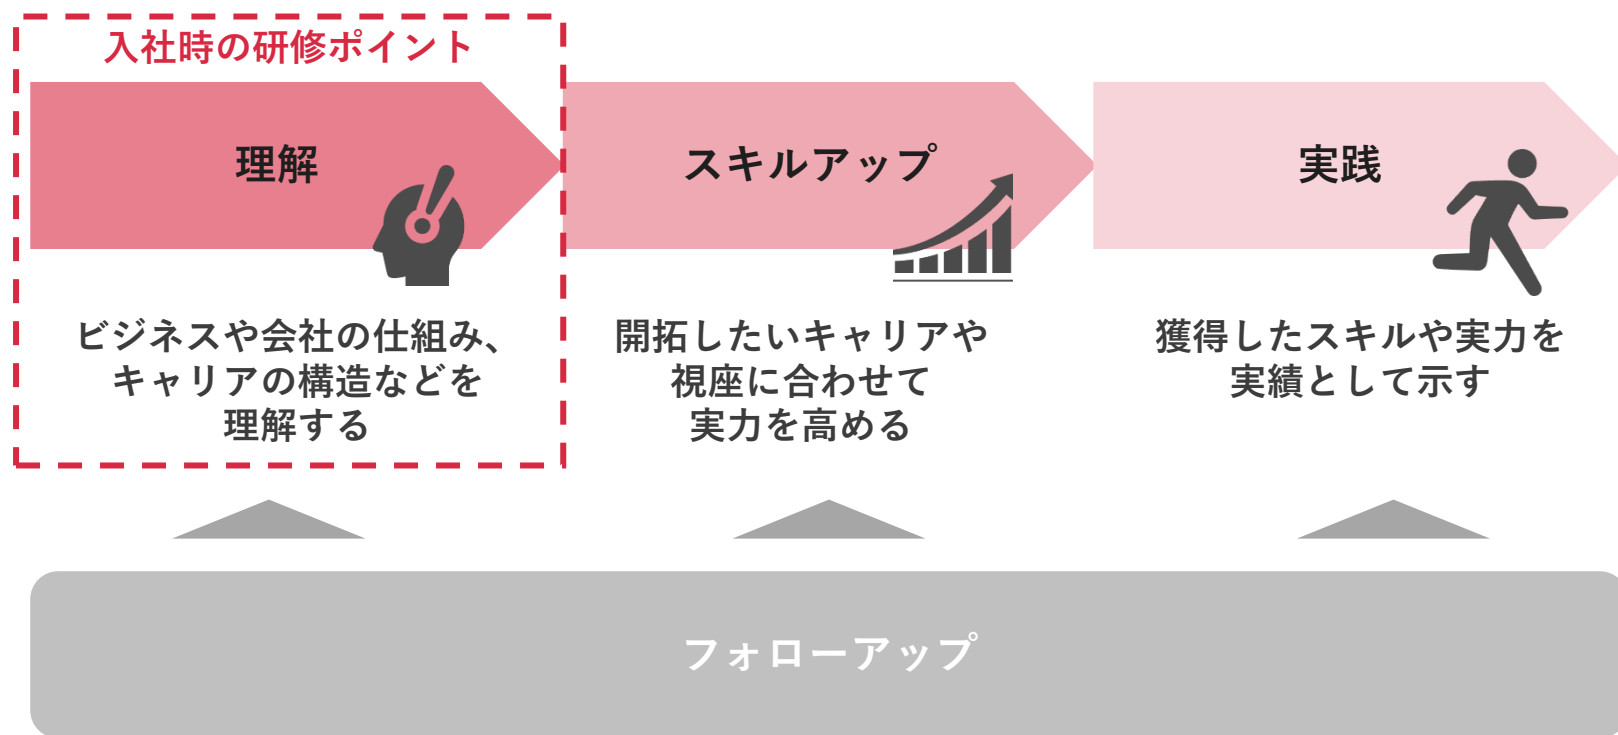 入社時の研修ポイント
理解
スキルアップ
実践
ビジネスや会社の仕組み、
キャリアの構造などを
理解する
開拓したいキャリアや
視座に合わせて
実力を高める
獲得したスキルや実力を
実績として示す
フォローアップ